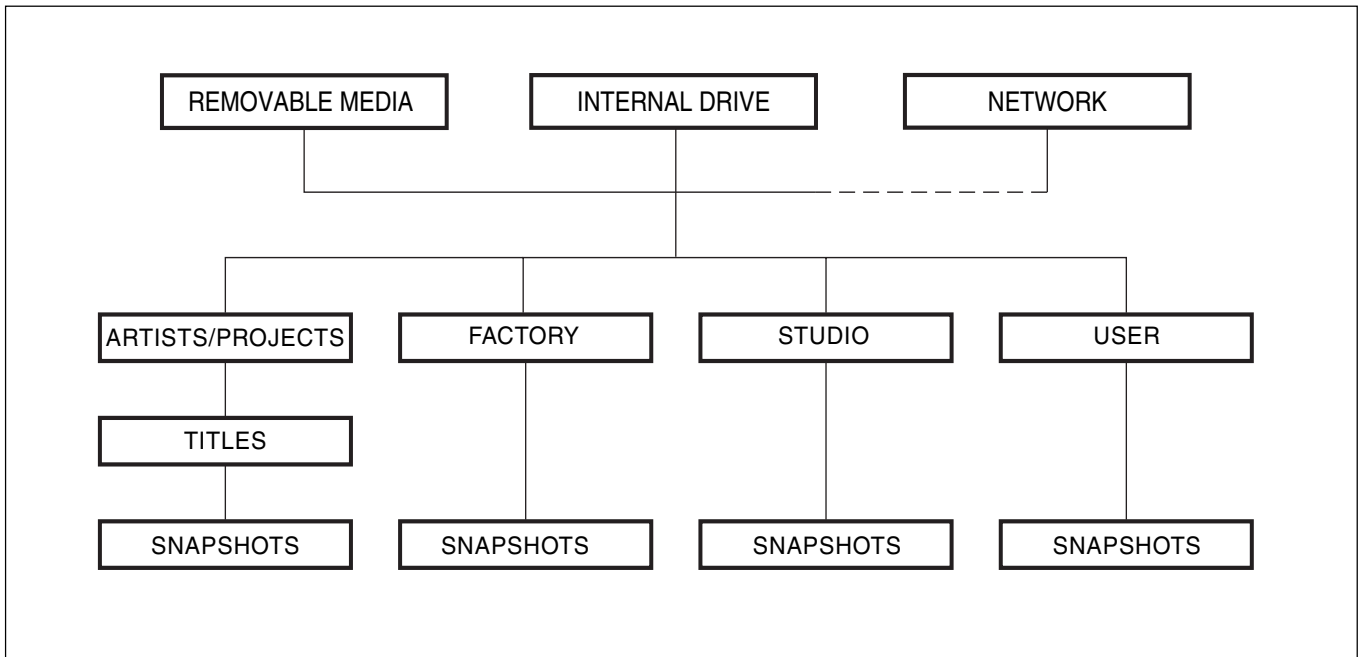 REMOVABLE MEDIA
INTERNAL DRIVE
NETWORK
ARTISTS/PROJECTS
FACTORY
STUDIO
USER
TITLES
SNAPSHOTS
SNAPSHOTS
SNAPSHOTS
SNAPSHOTS